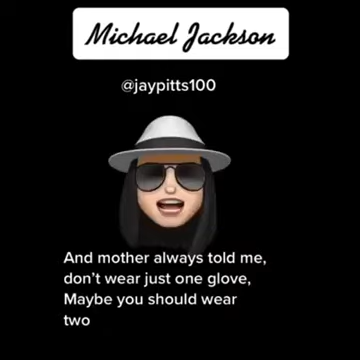 Michael Jackson
@jaypitts100
And mother always told me,
don't wear just one glove,
Maybe you should wear
two